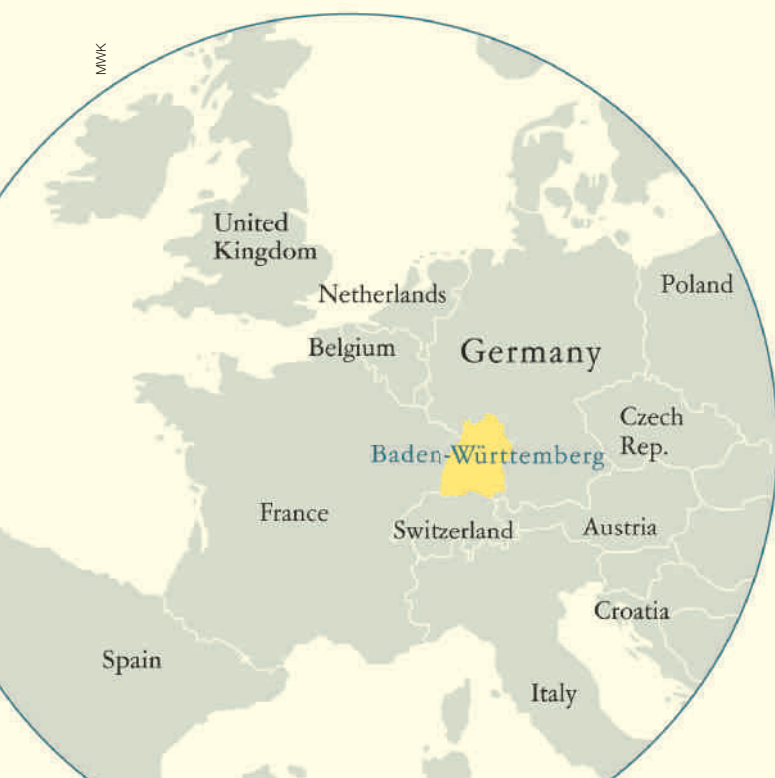 MWK
United
Kingdom
Netherlands
Poland
Belgium
Germany
Czech
Rep.
Baden-Württemberg
France
Switzerland
Austria
Croatia
Spain
Italy